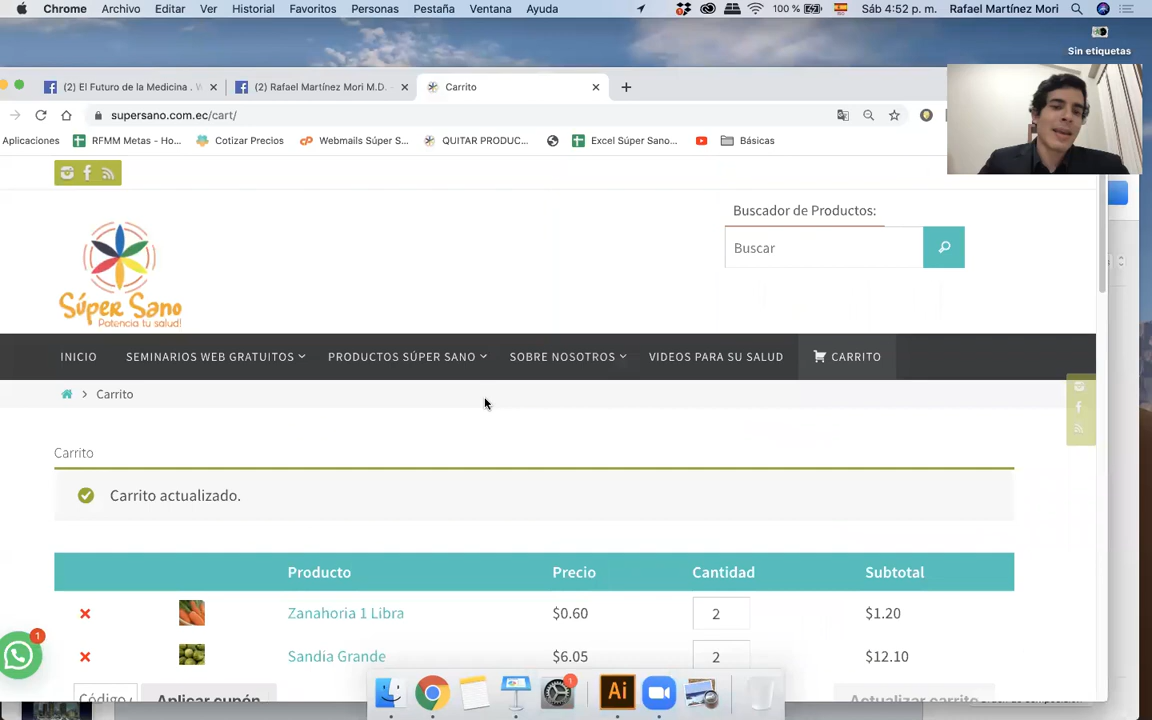 Chrome Archivo Editar Ver Historial Favoritos Personas Pestaña Ventana Ayuda 100 % Sáb 4:52 p. m. Rafael Martínez Mori
Sin etiquetas
(2) El Futuro de la Medicina . (2) Rafael Martínez Mori M.D. - Carrito
supersano.com.ec/cart/
Aplicaciones RFMM Metas - Ho... Cotizar Precios Webmails Súper S... QUITAR PRODUC... Excel Súper Sano... Básicas
Buscador de Productos:
Buscar
Súper Sano
Potencia tu salud!
INICIO SEMINARIOS WEB GRATUITOS PRODUCTOS SÚPER SANO SOBRE NOSOTROS VIDEOS PARA SU SALUD CARRITO
Carrito
Carrito
Carrito actualizado.
Producto Precio Cantidad Subtotal
Zanahoria 1 Libra $0.60 2 $1.20
1
Sandia Grande $6.05 2 $12.10
Aplicar cupón Actualizar carrito
1
Ai